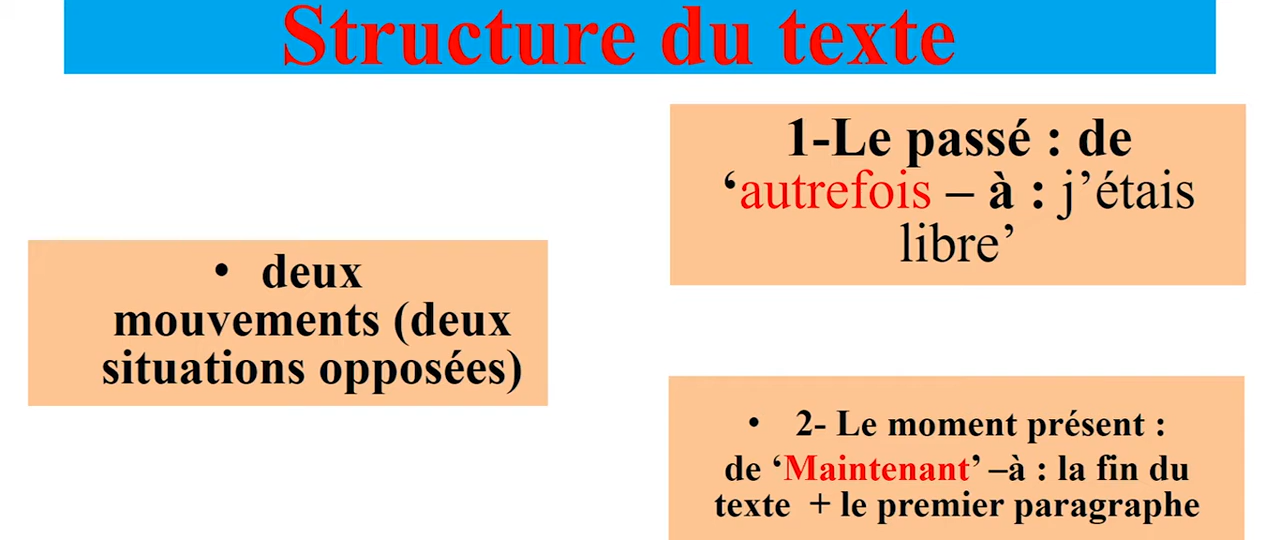 Structure du texte
1-Le passé : de
‘autrefois – à : j’étais
libre’
• deux
mouvements (deux
situations opposées)
• 2- Le moment présent :
de ‘Maintenant’ –à : la fin du
texte + le premier paragraphe